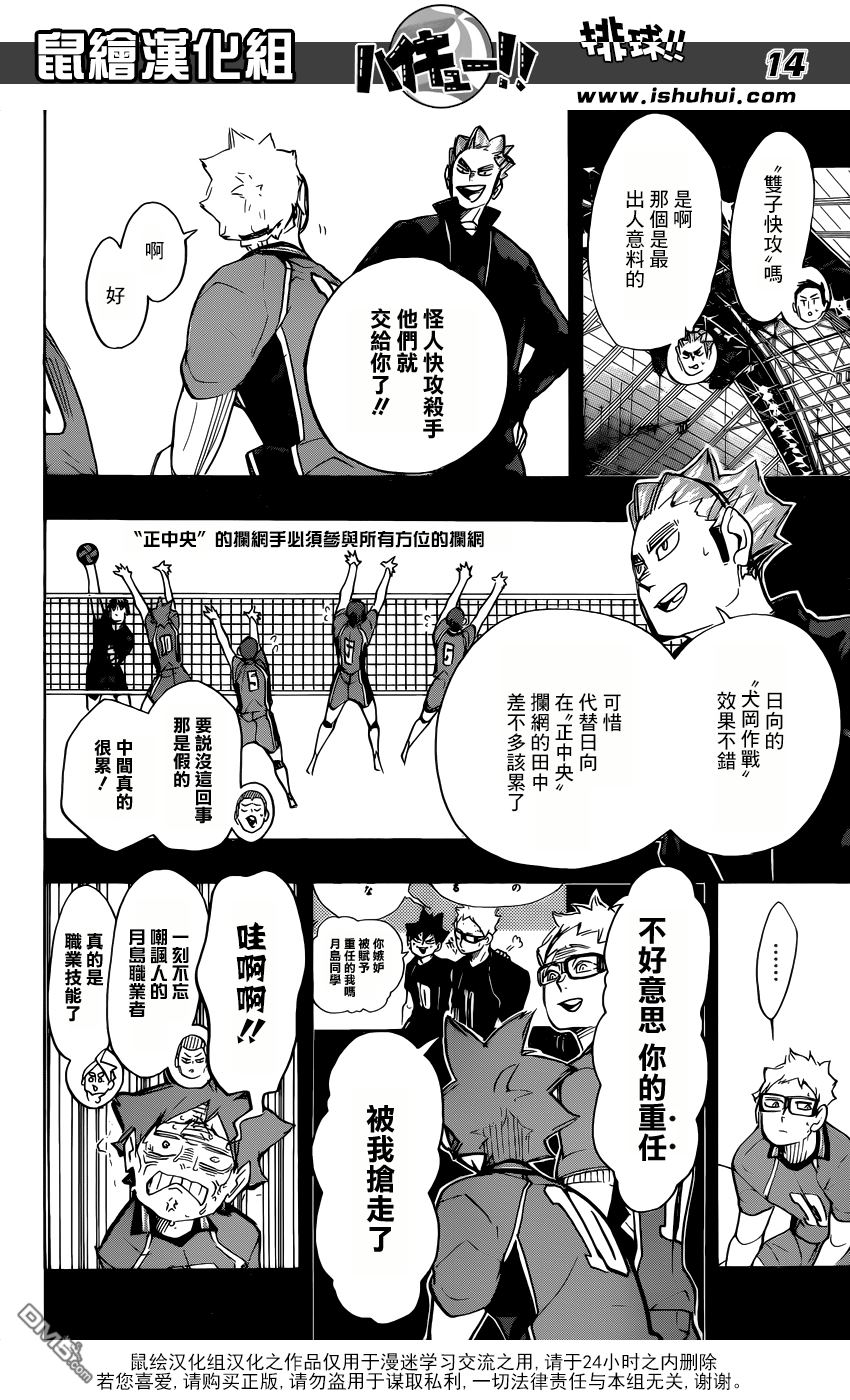 鼠繪漢化組
ハイキュー!!
排球!!
14
www.ishuhui.com
“雙子快攻”嗎
是啊
那個是最
出人意料的
怪人快攻殺手
他們就
交給你了!!
啊
好
“正中央”的攔網手必須參與所有方位的攔網
日向的
“犬岡作戰”
效果不錯
可惜
代替日向
在“正中央”
攔網的田中
差不多該累了
要說沒這回事
那是假的
中間真的
很累!
……
不好意思 你的重任
被我搶走了
の
る
な
你嫉妒
被賦予
重任的我嗎
月島同學
哇啊啊!!
一刻不忘
嘲諷人的
月島職業者
真的是
職業技能了
鼠绘汉化组汉化之作品仅用于漫迷学习交流之用,请于24小时之内删除
若您喜爱,请购买正版,请勿盗用于谋取私利,一切法律责任与本组无关,谢谢。